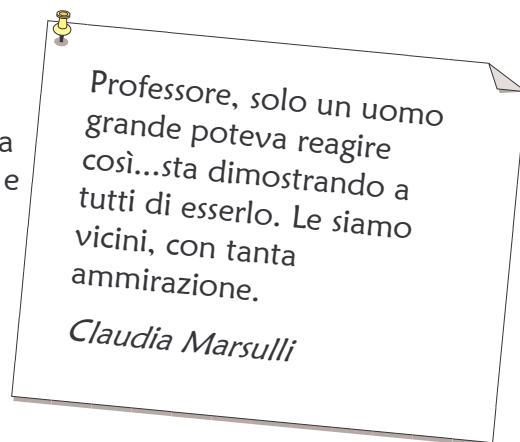 Professore, solo un uomo
grande poteva reagire
così...sta dimostrando a
tutti di esserlo. Le siamo
vicini, con tanta
ammirazione.
Claudia Marsulli
a
e